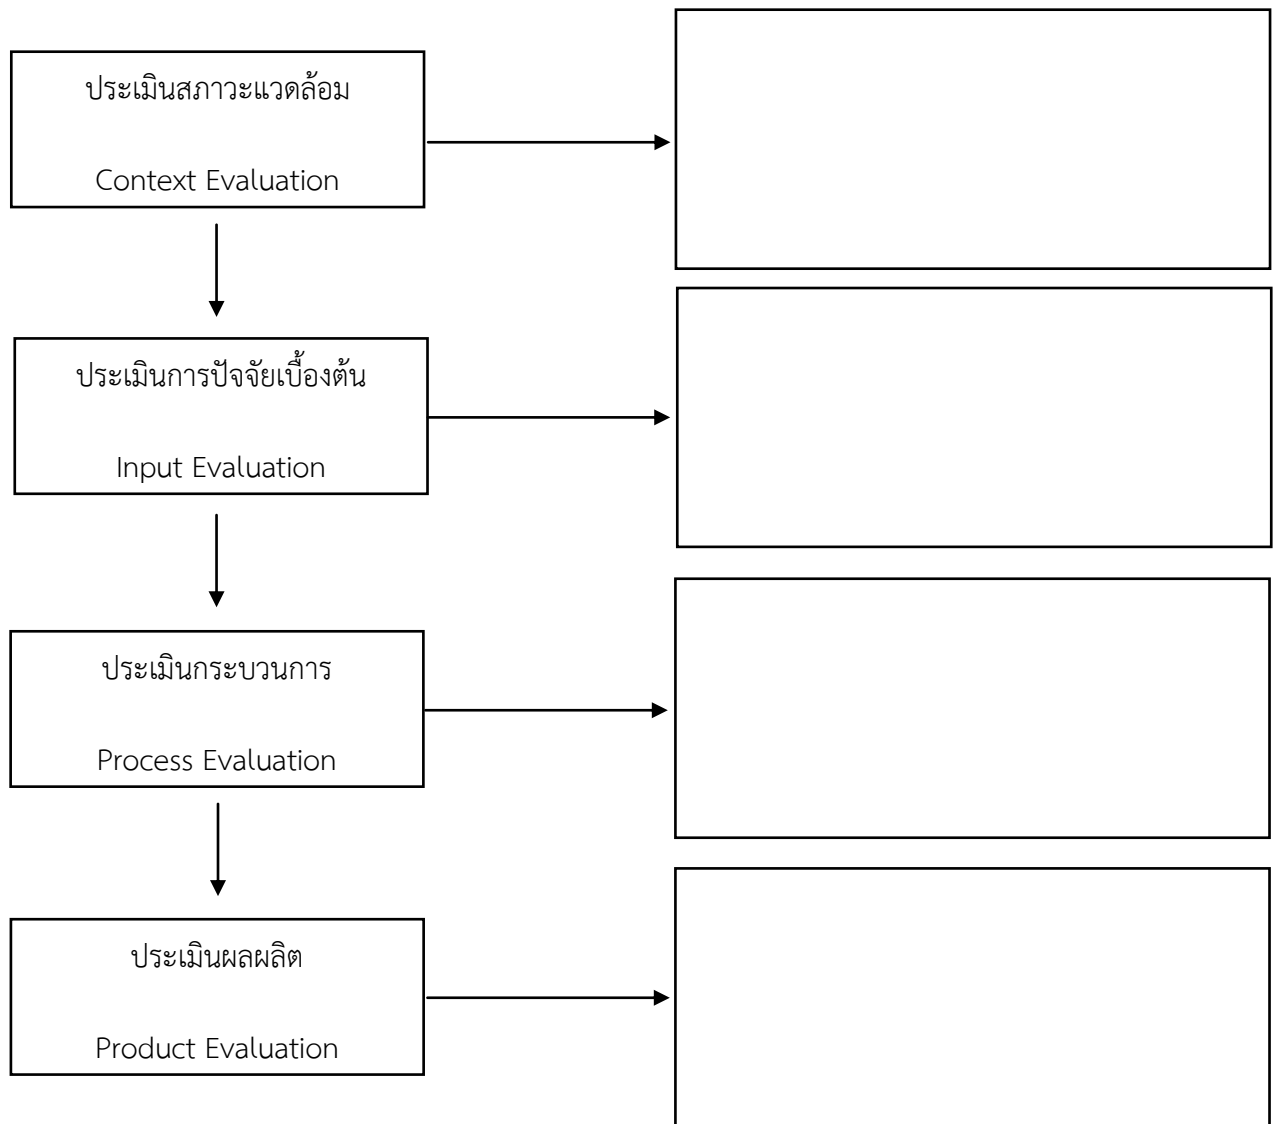 ประเมินสภาวะแวดล้อม
Context Evaluation
ประเมินการปัจจัยเบื้องต้น
Input Evaluation
ประเมินกระบวนการ
Process Evaluation
ประเมินผลผลิต
Product Evaluation